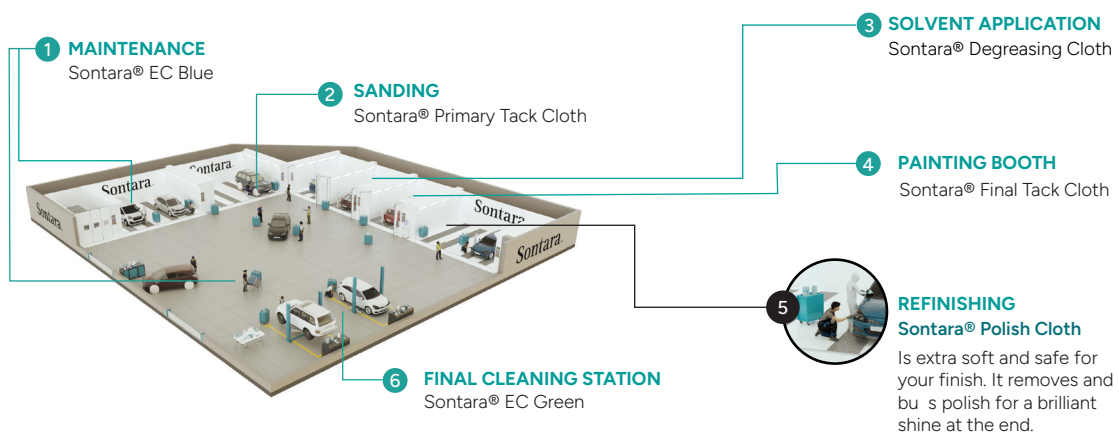 1 MAINTENANCE
Sontara® EC Blue
2 SANDING
Sontara® Primary Tack Cloth
3 SOLVENT APPLICATION
Sontara® Degreasing Cloth
4 PAINTING BOOTH
Sontara® Final Tack Cloth
Sontara
Sontara
Sontara
Sontara
Sontara
5 REFINISHING
Sontara® Polish Cloth
Is extra soft and safe for
your finish. It removes and
bu s polish for a brilliant
shine at the end.
6 FINAL CLEANING STATION
Sontara® EC Green